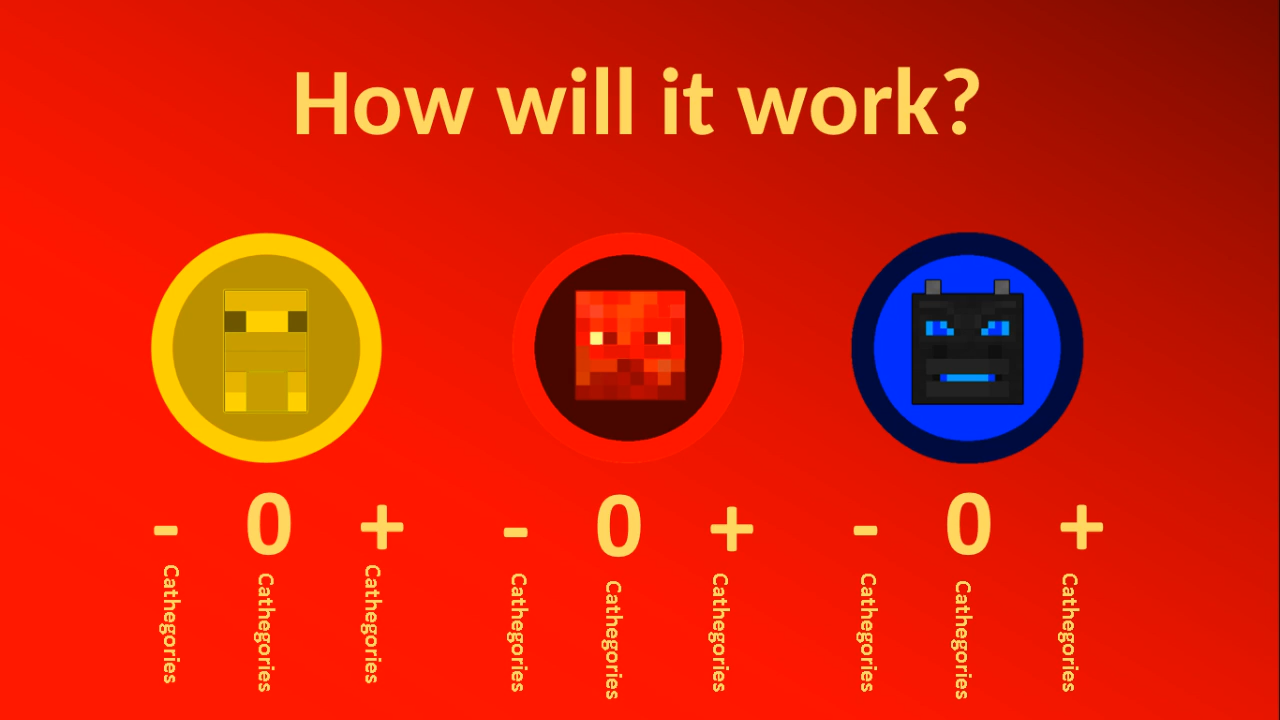 How will it work?
- 0 + - 0 + - 0 +
Cathegories Cathegories Cathegories Cathegories Cathegories Cathegories Cathegories Cathegories Cathegories